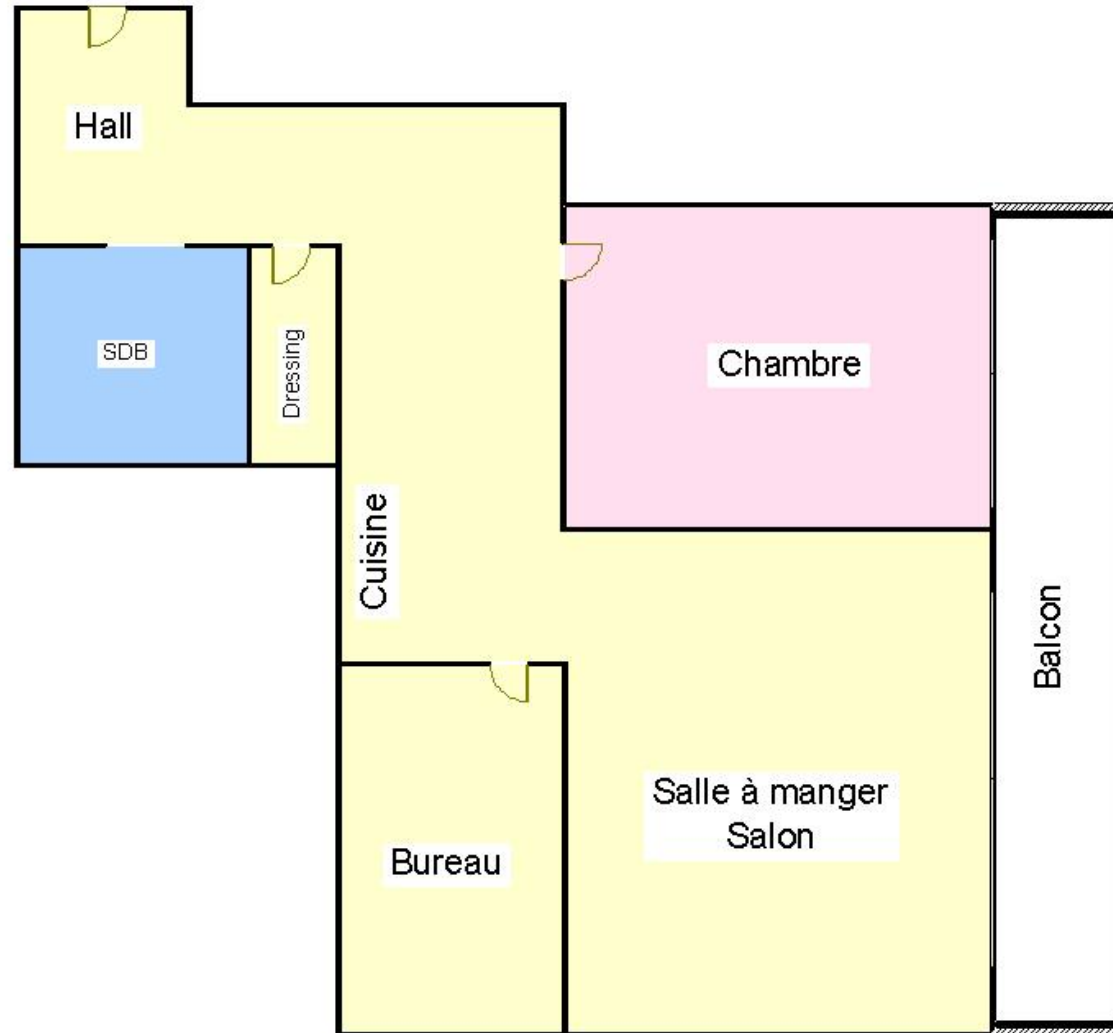 Hall
SDB
Dressing
Chambre
Cuisine
Balcon
Salle à manger
Salon
Bureau